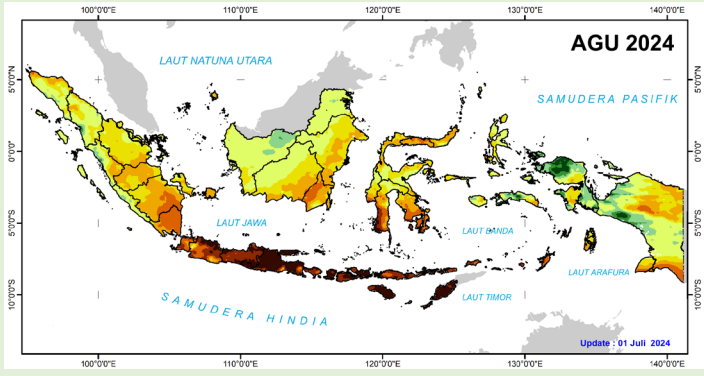 100°0'0"E 110°0'0"E 120°0'0"E 130°0'0"E 140°0'0"E
AGU 2024
LAUT NATUNA UTARA
5°0'0"N 5°0'0"N
SAMUDERA PASIFIK
0°0'0" 0°0'0"
LAUT JAWA
LAUT BANDA
5°0'0"S 5°0'0"S
LAUT ARAFURA
SAMUDERA HINDIA
LAUT TIMOR
10°0'0"S 10°0'0"S
Update : 01 Juli 2024
100°0'0"E 110°0'0"E 120°0'0"E 130°0'0"E 140°0'0"E